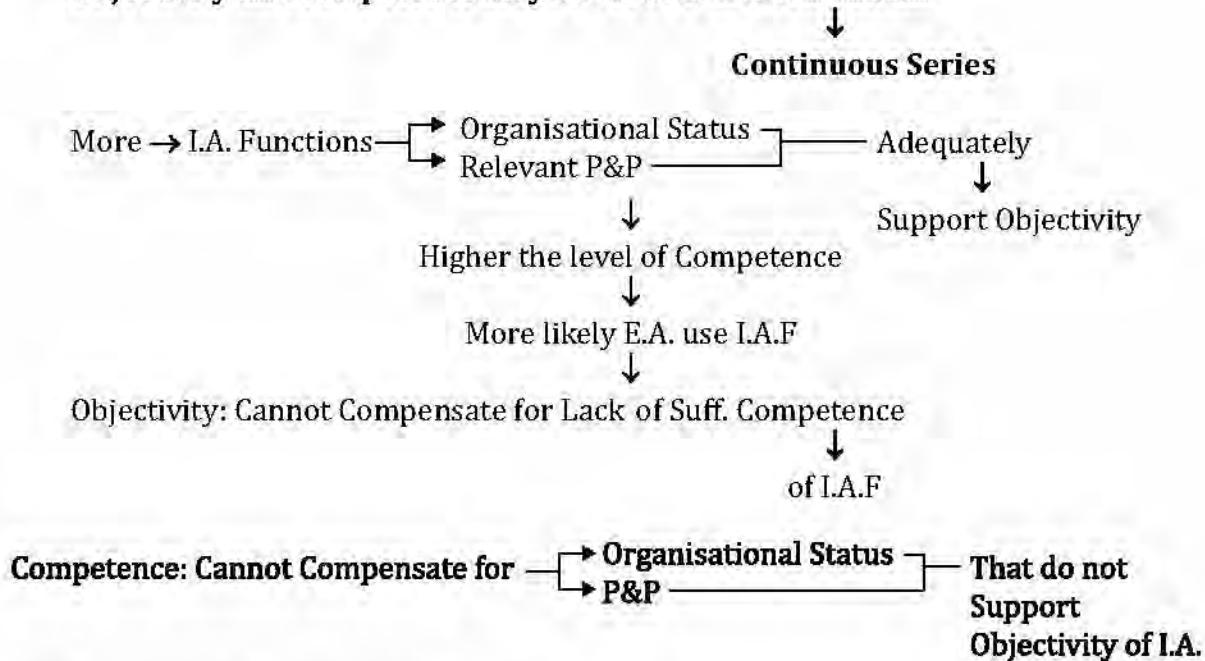 Continuous Series
More → I.A. Functions → Organisational Status
→ Relevant P&P
Adequately
Support Objectivity
Higher the level of Competence
More likely E.A. use I.A.F
Objectivity: Cannot Compensate for Lack of Suff. Competence
of I.A.F
Competence: Cannot Compensate for → Organisational Status
→ P&P
That do not
Support
Objectivity of I.A.